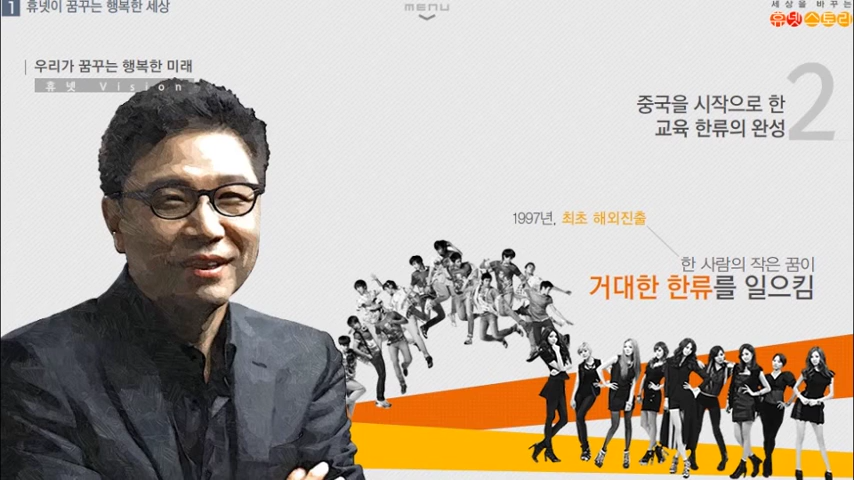 1 휴넷이 꿈꾸는 행복한 세상
MENU
세상을 바꾸는
휴넷스토리
우리가 꿈꾸는 행복한 미래
휴넷 Vision
중국을 시작으로 한
교육 한류의 완성
2
1997년, 최초 해외진출
한 사람의 작은 꿈이
거대한 한류를 일으킴